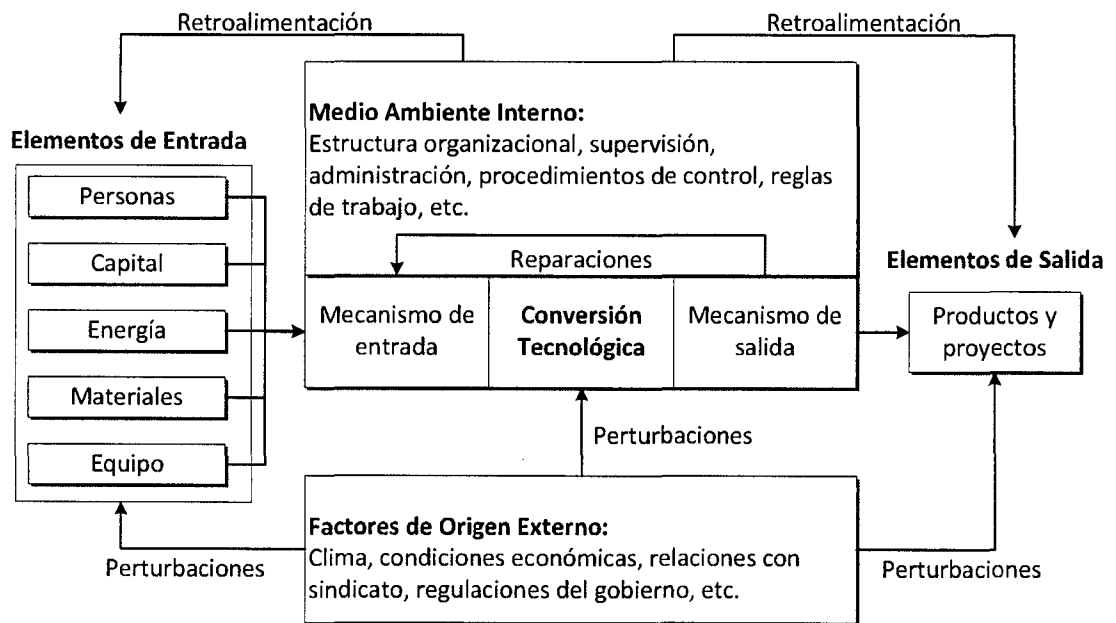 Retroalimentación
Retroalimentación
Medio Ambiente Interno:
Estructura organizacional, supervisión,
administración, procedimientos de control, reglas
de trabajo, etc.
Elementos de Entrada
Personas
Capital
Energía
Materiales
Equipo
Reparaciones
Mecanismo de
entrada
Conversión
Tecnológica
Mecanismo de
salida
Elementos de Salida
Productos y
proyectos
Perturbaciones
Factores de Origen Externo:
Clima, condiciones económicas, relaciones con
sindicato, regulaciones del gobierno, etc.
Perturbaciones
Perturbaciones